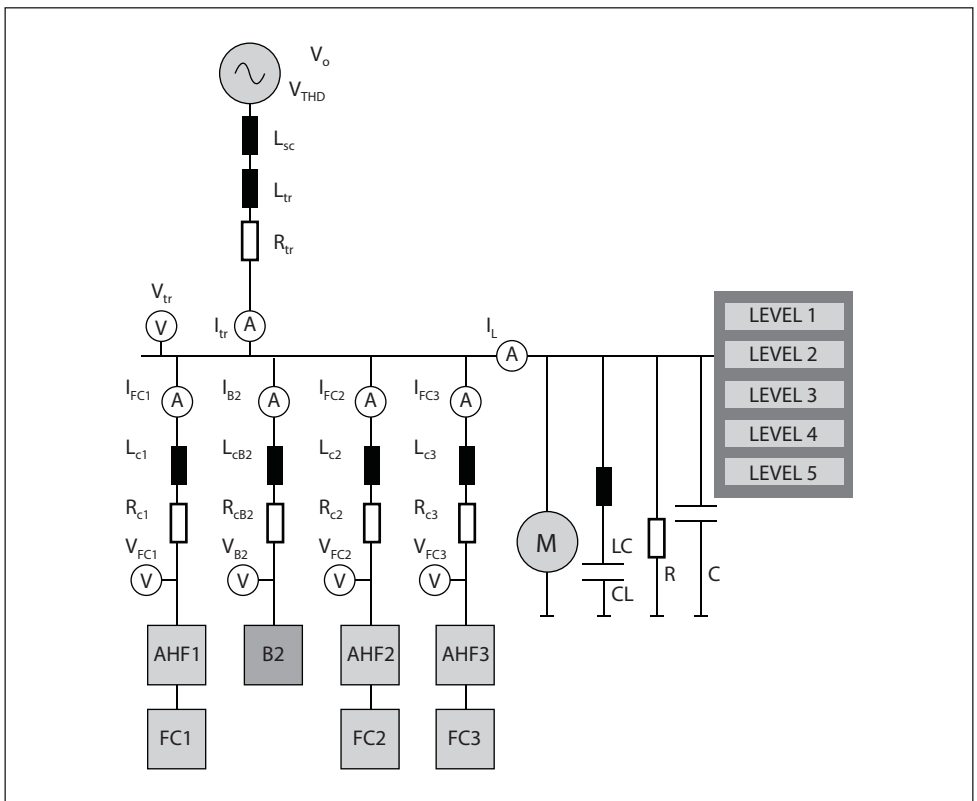 V_o
V_THD
L_sc
L_tr
R_tr
V_tr
V
I_tr
A
I_L
A
LEVEL 1
LEVEL 2
LEVEL 3
LEVEL 4
LEVEL 5
I_FC1
A
I_B2
A
I_FC2
A
I_FC3
A
L_c1
L_cB2
L_c2
L_c3
R_c1
R_cB2
R_c2
R_c3
V_FC1
V
V_B2
V
V_FC2
V
V_FC3
V
M
LC
CL
R
C
AHF1
B2
AHF2
AHF3
FC1
FC2
FC3